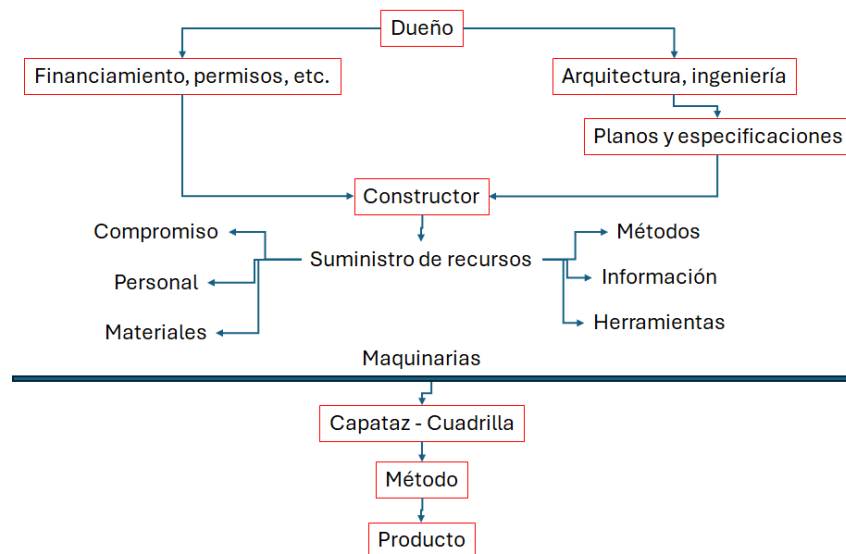 Dueño
Financiamiento, permisos, etc.
Arquitectura, ingeniería
Planos y especificaciones
Constructor
Compromiso
Métodos
Suministro de recursos
Personal
Información
Materiales
Herramientas
Maquinarias
Capataz - Cuadrilla
Método
Producto